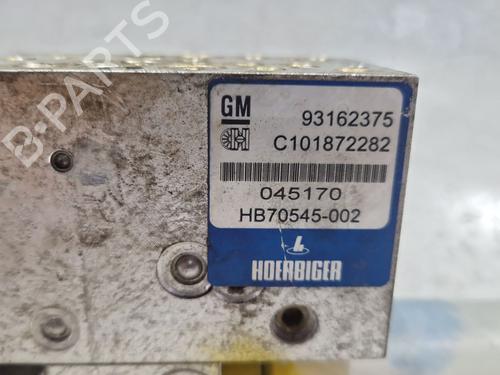 B-PARTS
GM
93162375
C101872282
045170
HB70545-002
HOERBIGER